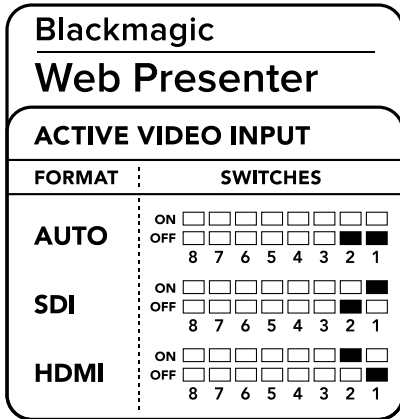 Blackmagic
Web Presenter
ACTIVE VIDEO INPUT
FORMAT SWITCHES
AUTO
ON
OFF
8 7 6 5 4 3 2 1
SDI
ON
OFF
8 7 6 5 4 3 2 1
HDMI
ON
OFF
8 7 6 5 4 3 2 1